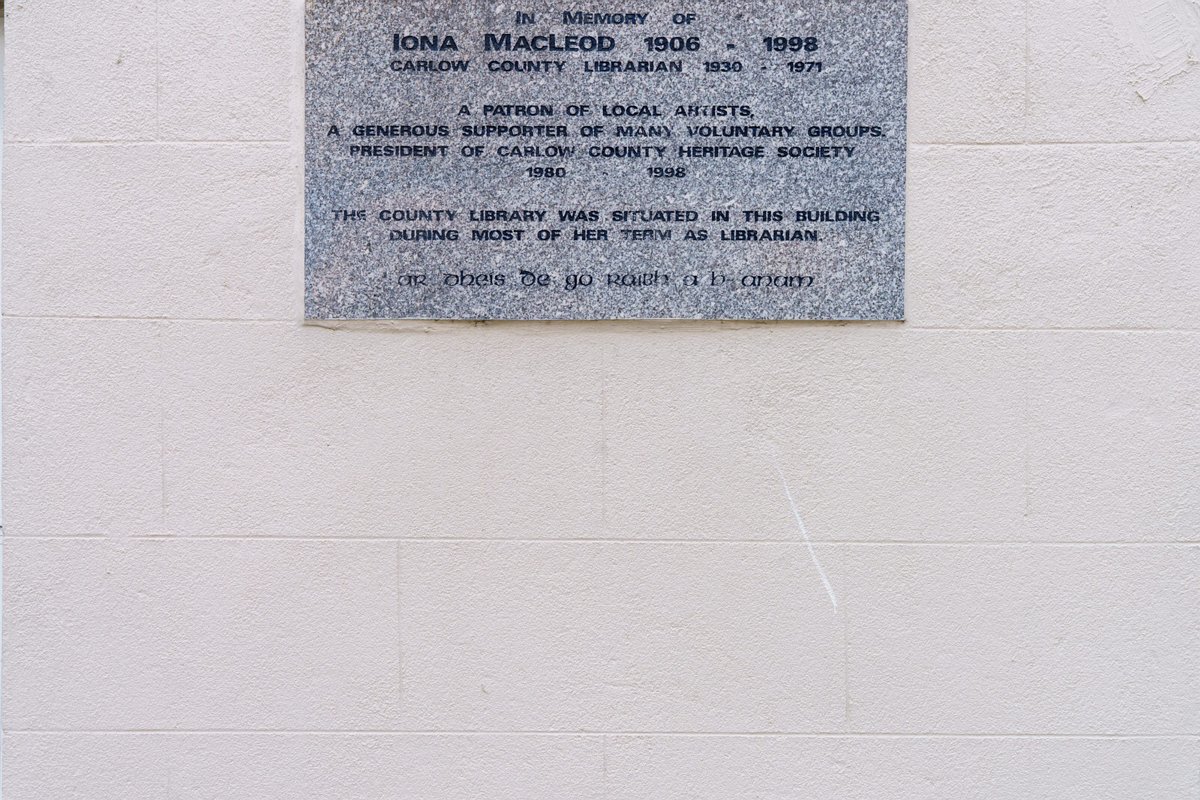 In Memory of
Iona MacLeod 1906 - 1998
Carlow County Librarian 1930 - 1971
A PATRON OF LOCAL ARTISTS,
A GENEROUS SUPPORTER OF MANY VOLUNTARY GROUPS.
PRESIDENT OF CARLOW COUNTY HERITAGE SOCIETY
1980 - 1998
THE COUNTY LIBRARY WAS SITUATED IN THIS BUILDING
DURING MOST OF HER TERM AS LIBRARIAN.
ar dheis De go raibh a h-anam